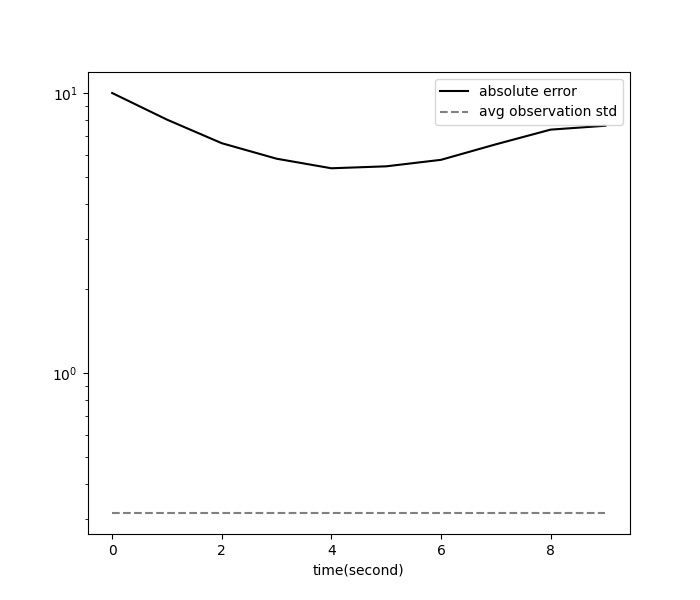 absolute error
avg observation std
10¹
10⁰
0 2 4 6 8
time(second)